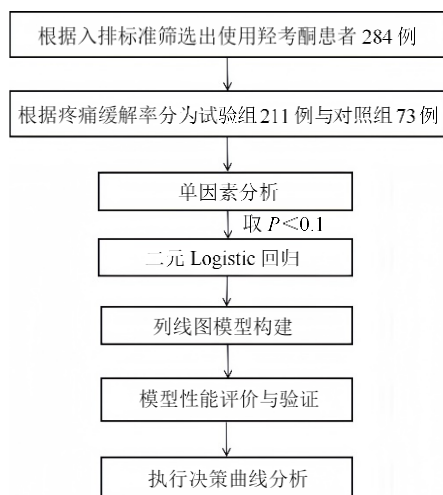 根据入排标准筛选出使用羟考酮患者 284 例
根据疼痛缓解率分为试验组 211 例与对照组 73 例
单因素分析
取 P＜0.1
二元 Logistic 回归
列线图模型构建
模型性能评价与验证
执行决策曲线分析